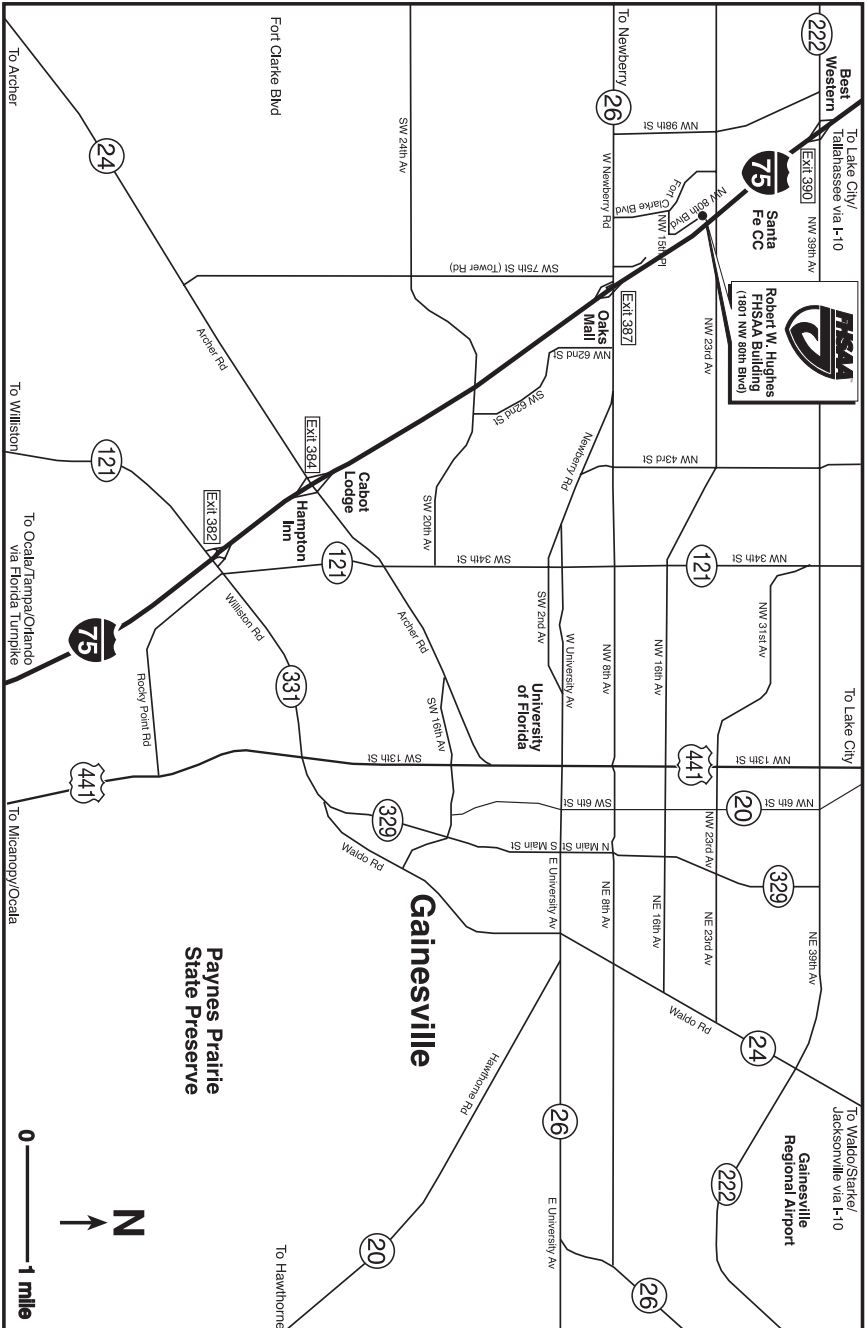 222
Best
Western
To Lake City/
Tallahassee via I-10
Exit 390
NW 39th Av
75
Santa
Fe CC
FHSAA
Robert W. Hughes
FHSAA Building
(1801 NW 80th Blvd)
To Lake City
To Waldo/Starke/
Jacksonville via I-10
Gainesville
Regional Airport
222
NE 39th Av
24
Waldo Rd
NW 31st Av
NW 34th St
121
NW 43rd St
NW 23rd Av
NW 23rd Av
NE 23rd Av
NW 13th St
441
NW 6th St
20
329
NW 16th Av
NE 16th Av
To Newberry
26
NW 98th St
W Newberry Rd
Fort
Clarke Blvd
NW 80th Blvd
NW 15th Pl
Exit 387
Oaks
Mall
NW 62nd St
SW 62nd St
Newberry Rd
NW 8th Av
NE 8th Av
W University Av
E University Av
26
E University Av
26
SW 2nd Av
University
of Florida
SW 6th St
N Main St
S Main St
SW 75th St (Tower Rd)
SW 24th Av
SW 20th Av
SW 34th St
121
SW 16th Av
SW 13th St
Archer Rd
Archer Rd
Fort Clarke Blvd
24
To Archer
Exit 384
Cabot
Lodge
Hampton
Inn
Exit 382
121
To Williston
Williston Rd
331
329
Waldo Rd
Gainesville
Hawthorne Rd
20
To Hawthorne
Rocky Point Rd
75
To Ocala/Tampa/Orlando
via Florida Turnpike
441
To Micanopy/Ocala
Paynes Prairie
State Preserve
N
0
1 mile